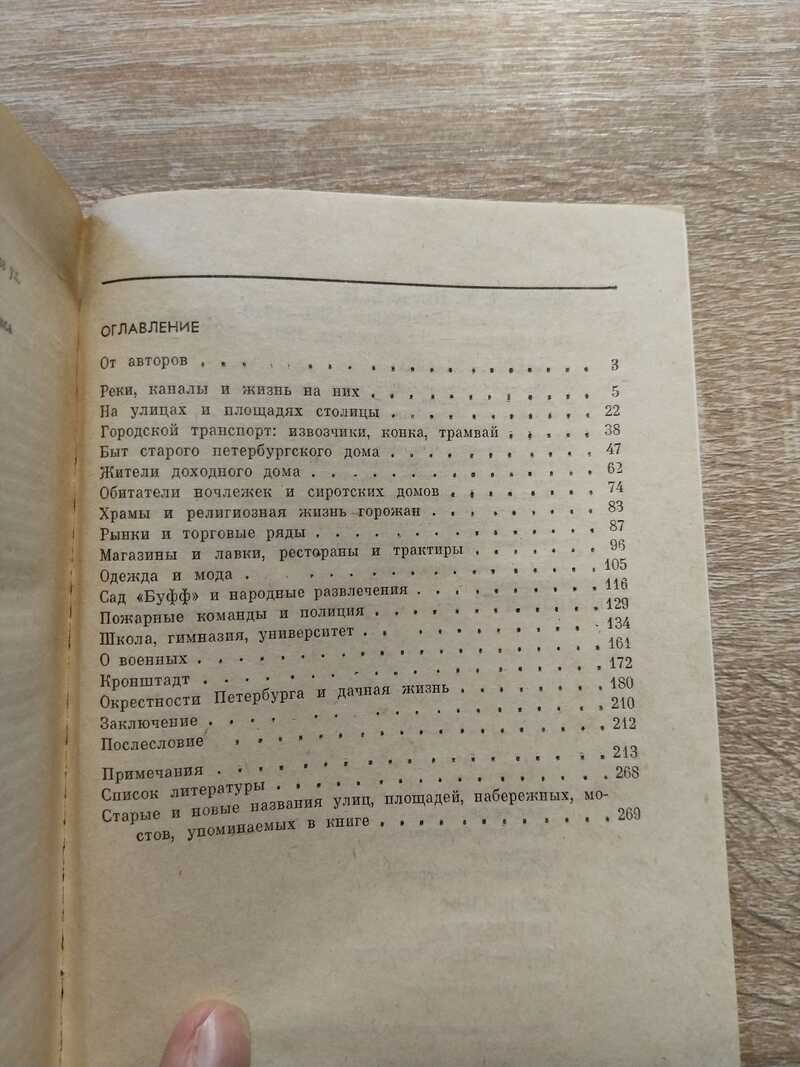 ОГЛАВЛЕНИЕ
От авторов 3
Реки, каналы и жизнь на них 5
На улицах и площадях столицы 22
Городской транспорт: извозчики, конка, трамвай 38
Быт старого петербургского дома 47
Жители доходного дома 62
Обитатели ночлежек и сиротских домов 74
Храмы и религиозная жизнь горожан 83
Рынки и торговые ряды 87
Магазины и лавки, рестораны и трактиры 96
Одежда и мода 105
Сад «Буфф» и народные развлечения 116
Пожарные команды и полиция 129
Школа, гимназия, университет 134
О военных 161
Кронштадт 172
Окрестности Петербурга и дачная жизнь 180
Заключение 210
Послесловие 212
Примечания 213
Список литературы 268
Старые и новые названия улиц, площадей, набережных, мо-
стов, упоминаемых в книге 269